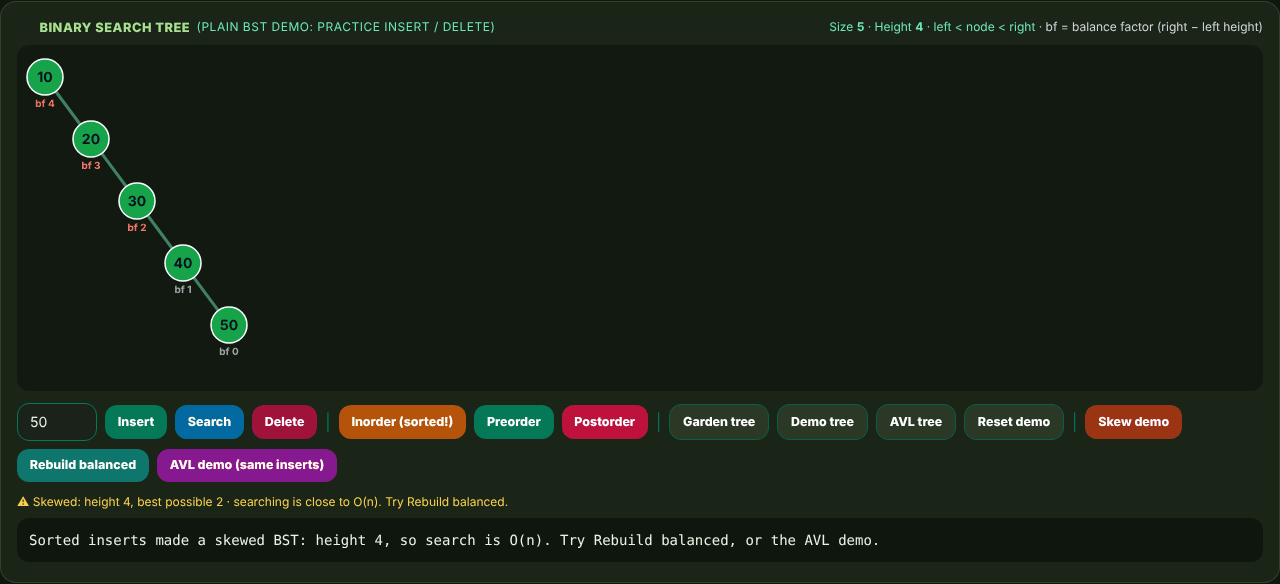 BINARY SEARCH TREE (PLAIN BST DEMO: PRACTICE INSERT / DELETE)
Size 5 · Height 4 · left < node < right · bf = balance factor (right − left height)
10
bf 4
20
bf 3
30
bf 2
40
bf 1
50
bf 0
50 Insert Search Delete Inorder (sorted!) Preorder Postorder Garden tree Demo tree AVL tree Reset demo Skew demo
Rebuild balanced AVL demo (same inserts)
⚠ Skewed: height 4, best possible 2 · searching is close to O(n). Try Rebuild balanced.
Sorted inserts made a skewed BST: height 4, so search is O(n). Try Rebuild balanced, or the AVL demo.